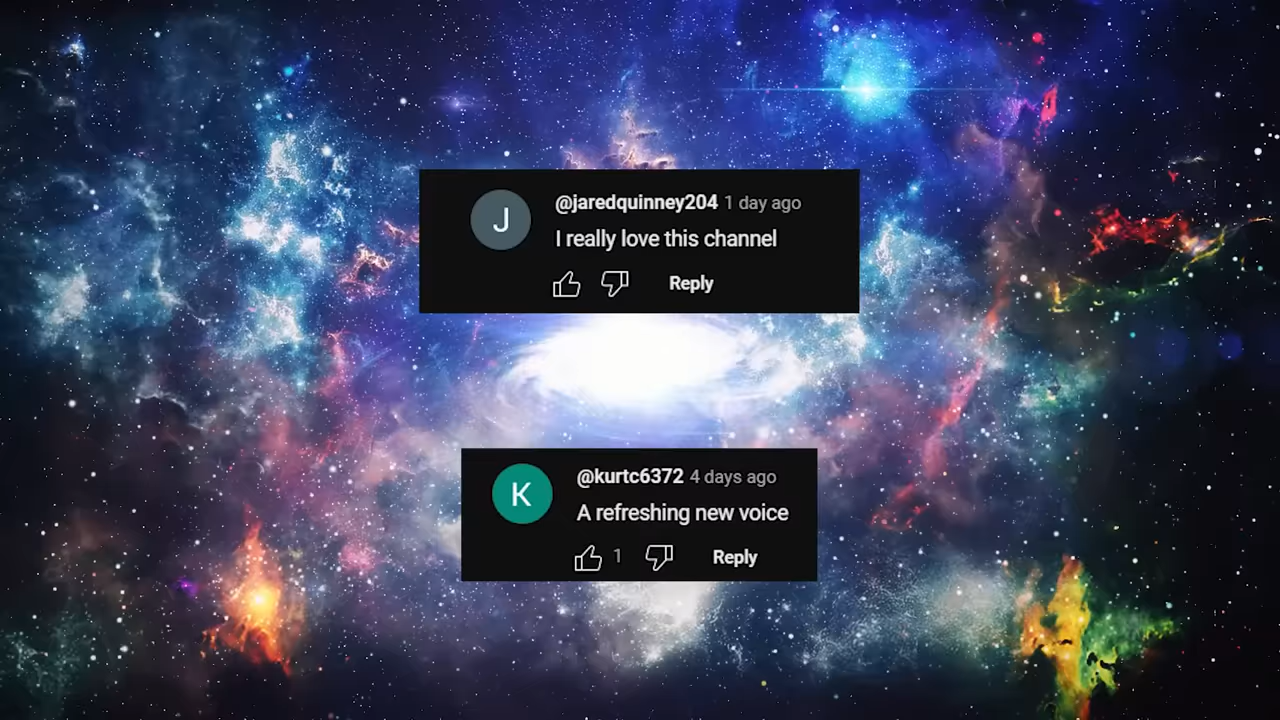 J
@jaredquinney204 1 day ago
I really love this channel
Reply
K
@kurtc6372 4 days ago
A refreshing new voice
1 Reply